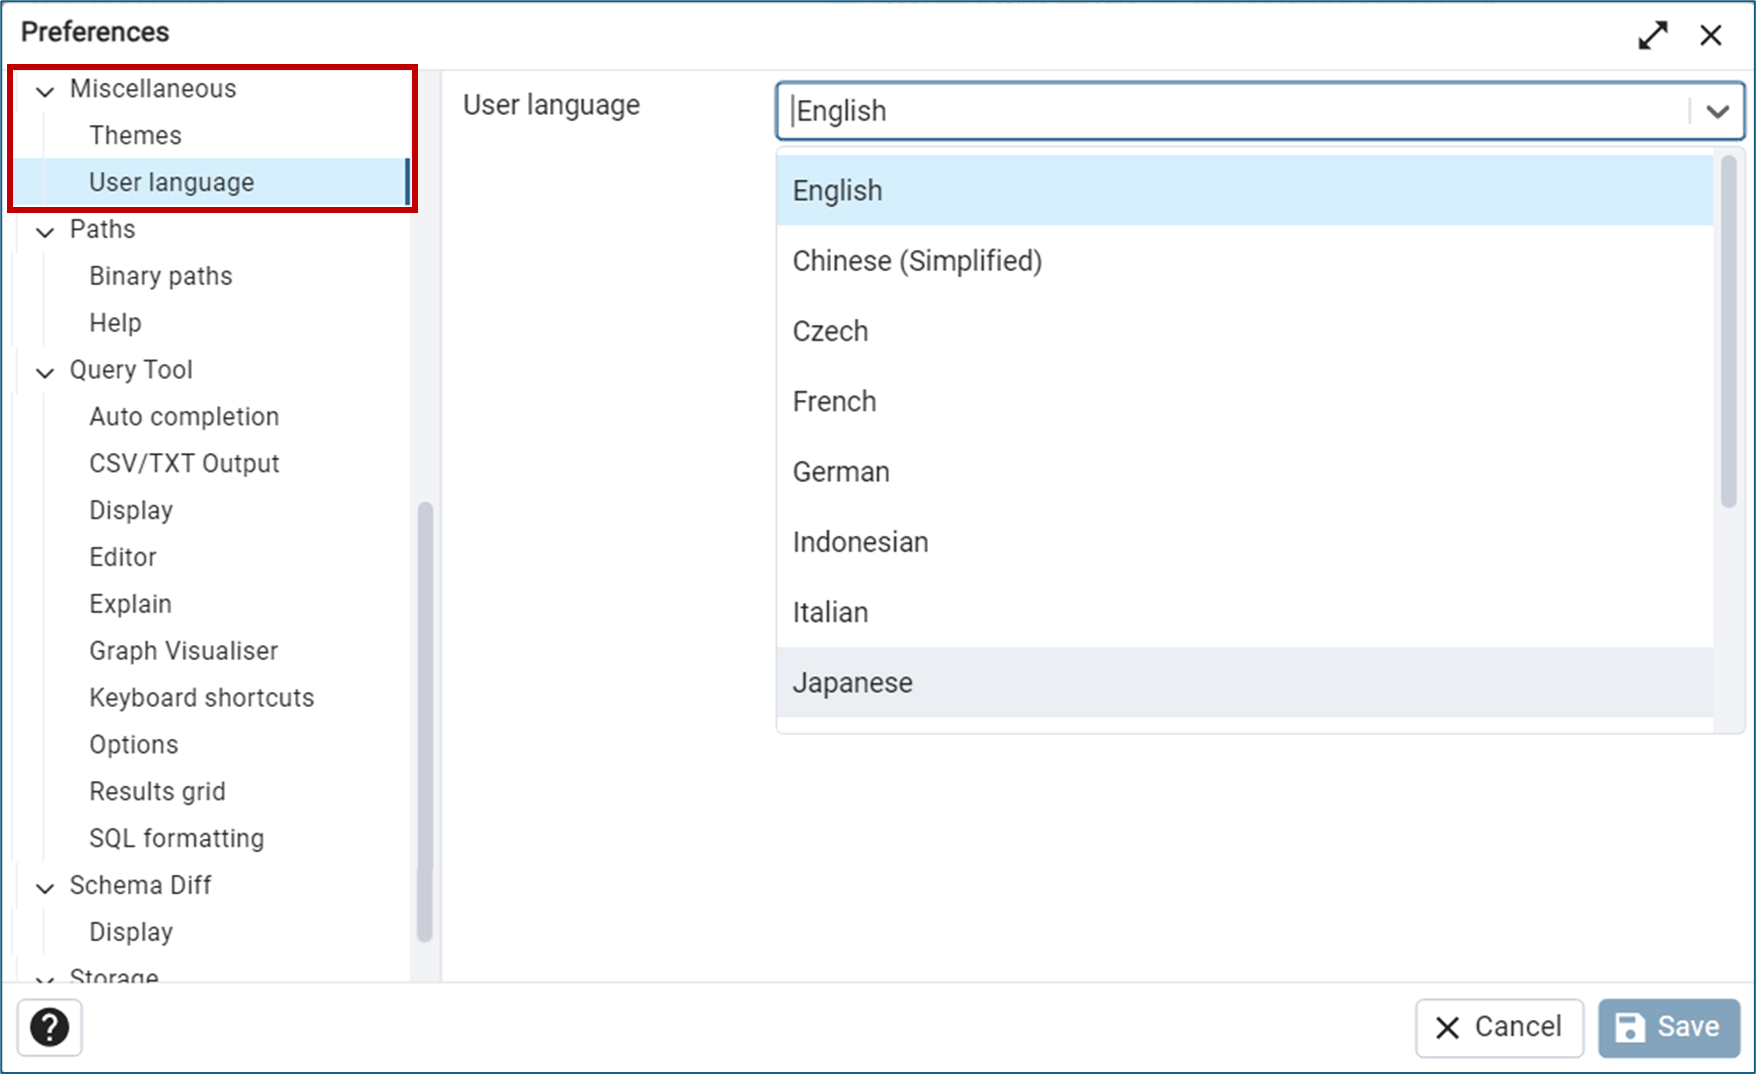 Preferences
Miscellaneous
Themes
User language
Paths
Binary paths
Help
Query Tool
Auto completion
CSV/TXT Output
Display
Editor
Explain
Graph Visualiser
Keyboard shortcuts
Options
Results grid
SQL formatting
Schema Diff
Display
Storage
User language
English
English
Chinese (Simplified)
Czech
French
German
Indonesian
Italian
Japanese
?
Cancel
Save